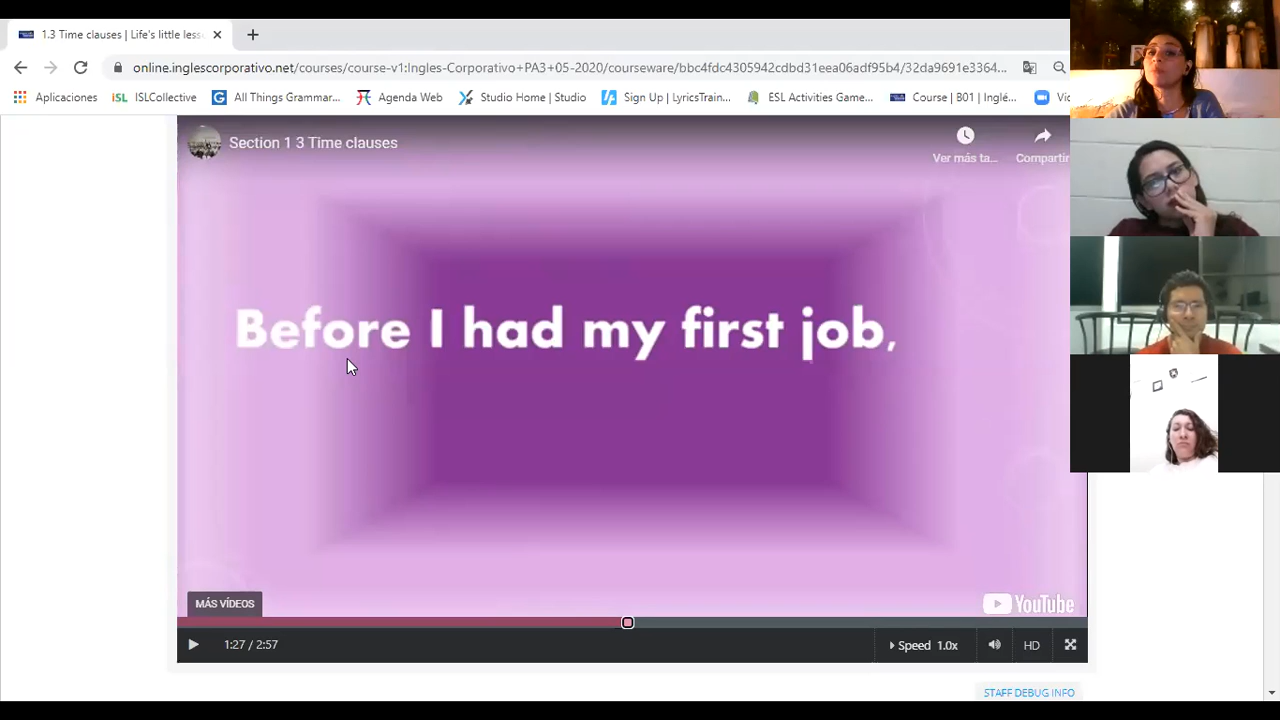 1.3 Time clauses | Life's little less
online.inglescorporativo.net/courses/course-v1:Ingles_Corporativo+PA3+05-2020/courseware/bbc4fdc4305942cdbd31eea06adf95b4/32da9691e3364...
Aplicaciones ISLCollective All Things Grammar... Agenda Web Studio Home | Studio Sign Up | LyricsTrain... ESL Activities Game... Course | B01 | Inglé...
Section 1 3 Time clauses
Ver más ta... Compartir
Before I had my first job,
MÁS VÍDEOS
YouTube
1:27 / 2:57 Speed 1.0x HD
STAFF DEBUG INFO